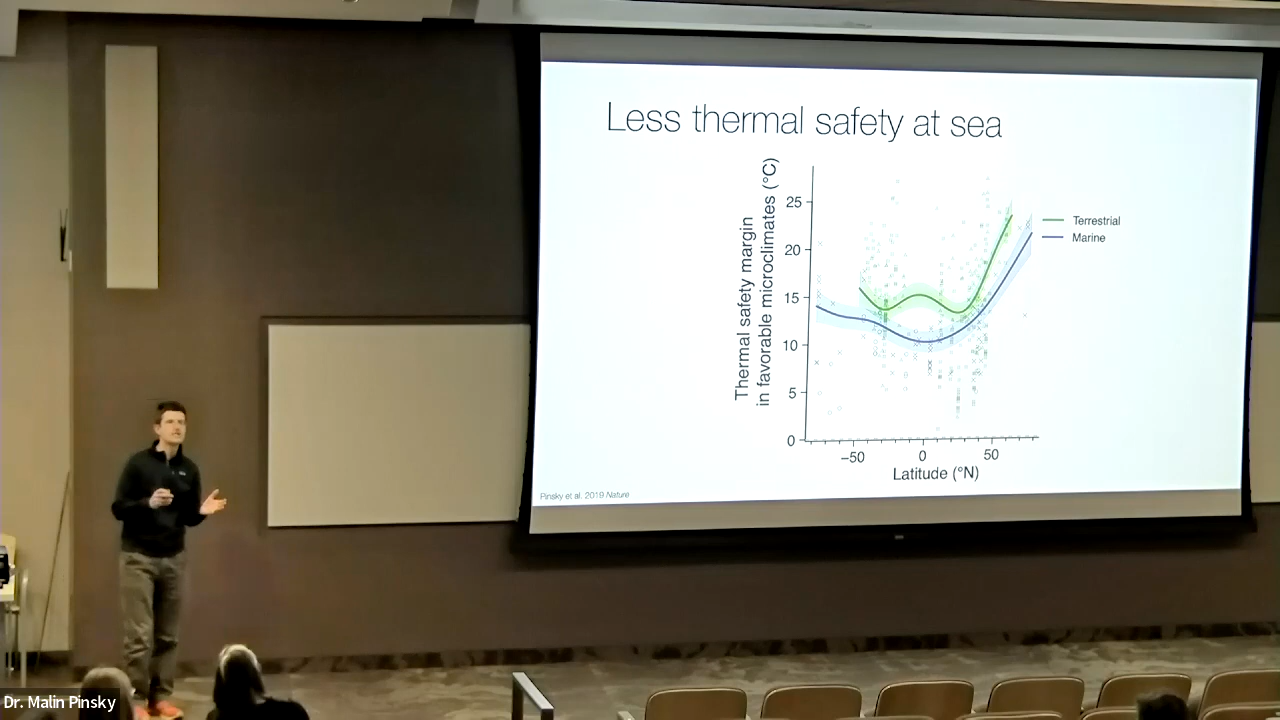 Less thermal safety at sea
Thermal safety margin
in favorable microclimates (°C)
25
20
15
10
5
0
−50
0
50
Latitude (°N)
Terrestrial
Marine
Pinsky et al. 2019 Nature
Dr. Malin Pinsky